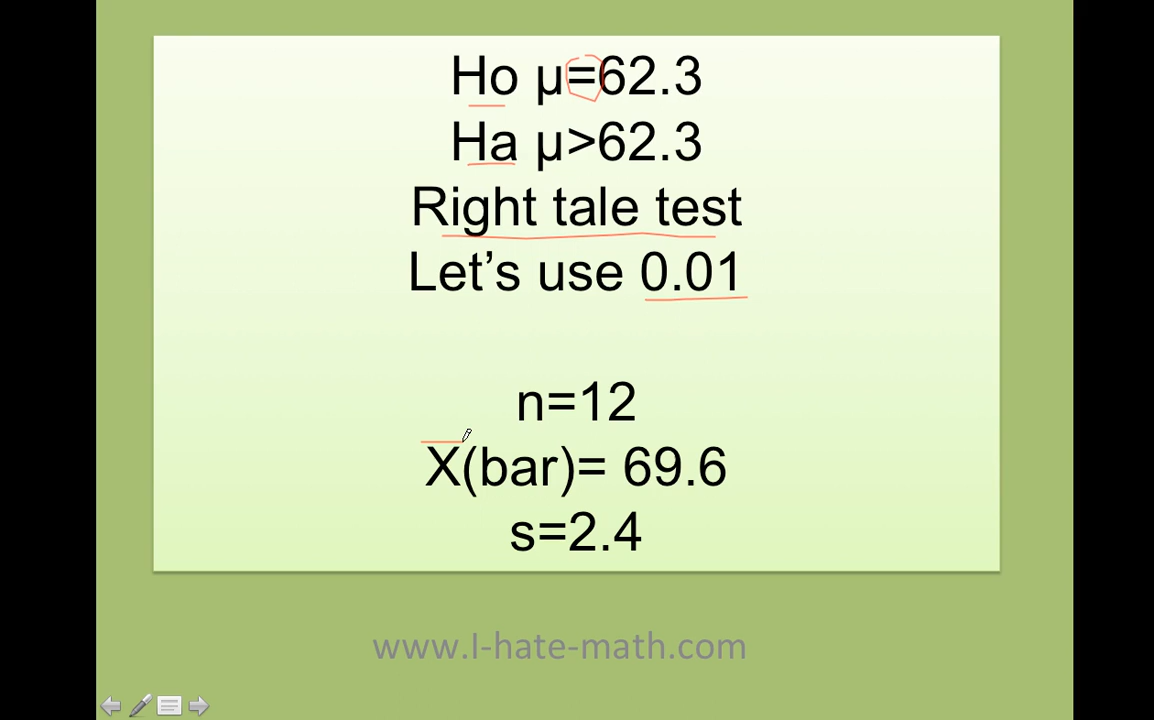 Ho µ=62.3
Ha µ>62.3
Right tale test
Let’s use 0.01
n=12
X(bar)= 69.6
s=2.4
www.I-hate-math.com